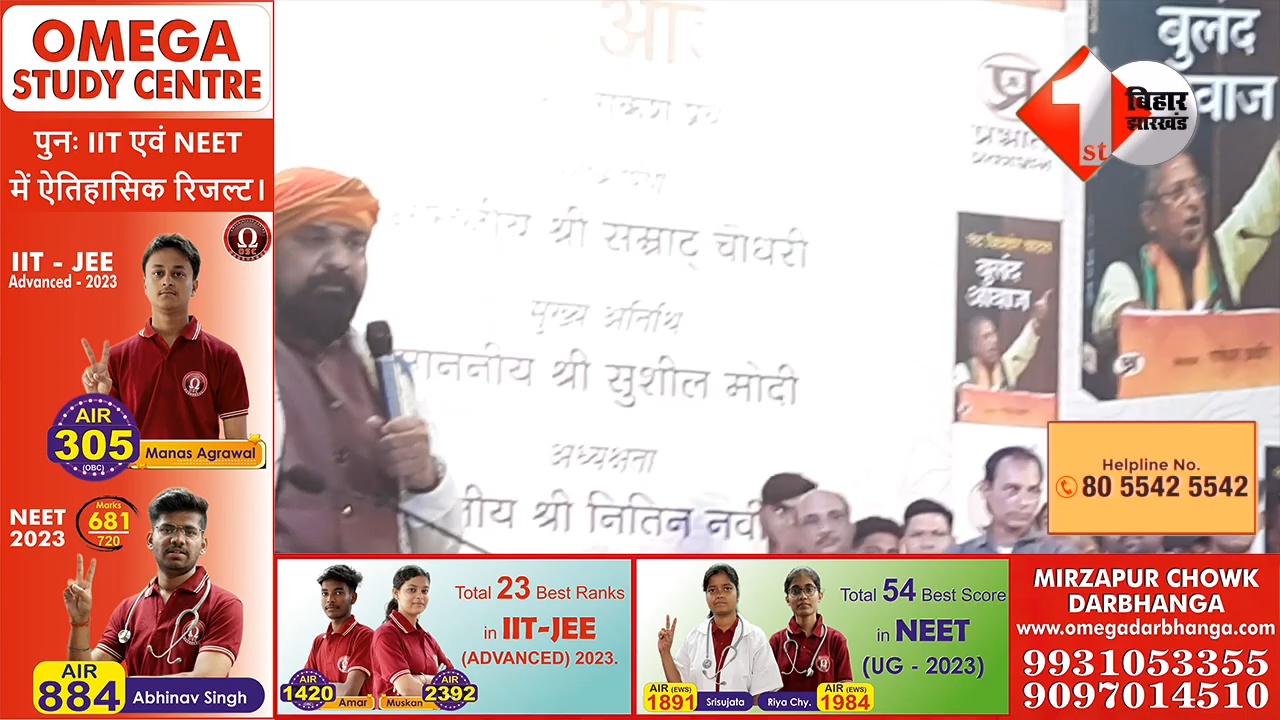 OMEGA
STUDY CENTRE
पुनः IIT एवं NEET
में ऐतिहासिक रिजल्ट।
Ω
OSC
IIT - JEE
Advanced - 2023
AIR
305
(OBC)
Manas Agrawal
NEET
2023
Marks
681
720
AIR
884
Abhinav Singh
श्री सम्राट् चौधरी
मुख्य अतिथि
माननीय श्री सुशील मोदी
अध्यक्षता
श्री नितिन
बुलंद
आवाज
बुलंद
1st
बिहार
झारखंड
Helpline No.
80 5542 5542
Total 23 Best Ranks
in IIT-JEE
(ADVANCED) 2023.
AIR
1420
Amar
Muskan
AIR
2392
Total 54 Best Score
in NEET
(UG - 2023)
AIR (EWS)
1891
Srisujata
Riya Chy.
AIR (EWS)
1984
MIRZAPUR CHOWK
DARBHANGA
www.omegadarbhanga.com
9931053355
9097014510